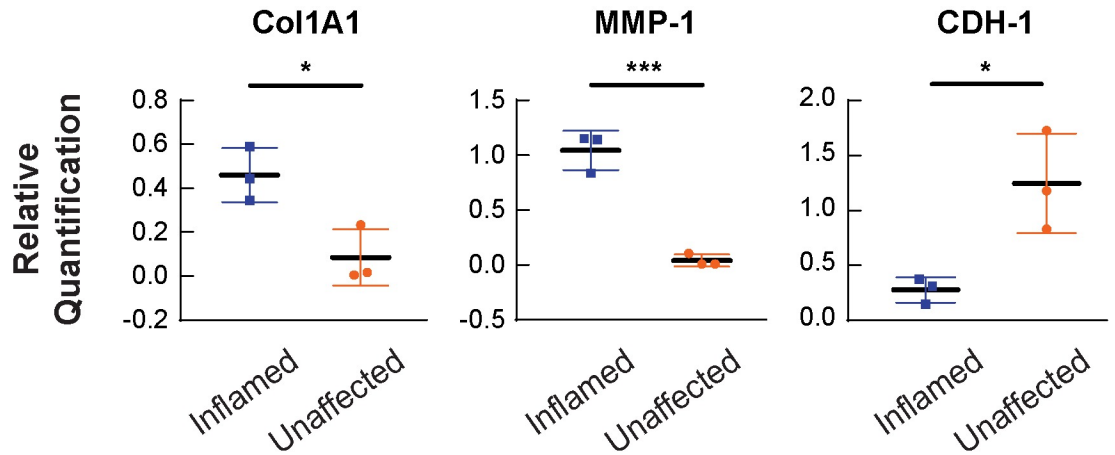 Col1A1
MMP-1
CDH-1
*
***
*
Relative
Quantification
0.8
0.6
0.4
0.2
0.0
-0.2
1.5
1.0
0.5
0.0
-0.5
2.0
1.5
1.0
0.5
0.0
Inflamed
Unaffected
Inflamed
Unaffected
Inflamed
Unaffected